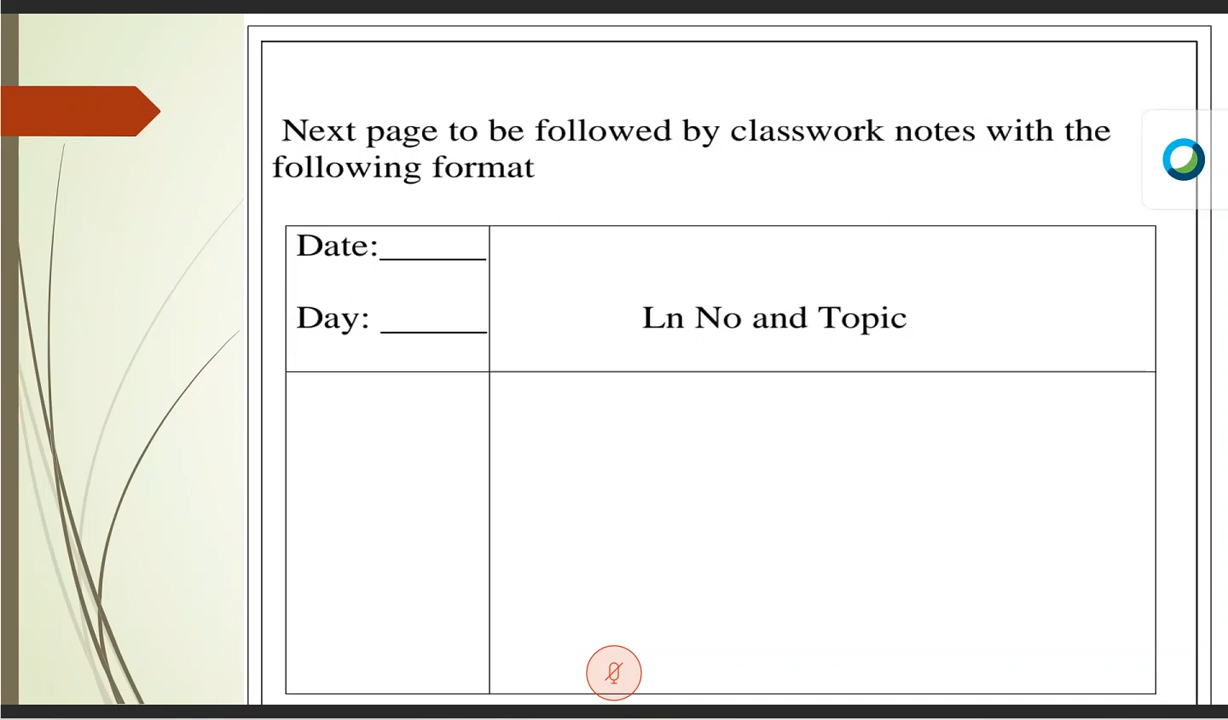 Next page to be followed by classwork notes with the
following format
Date:_______
Day: _______
Ln No and Topic